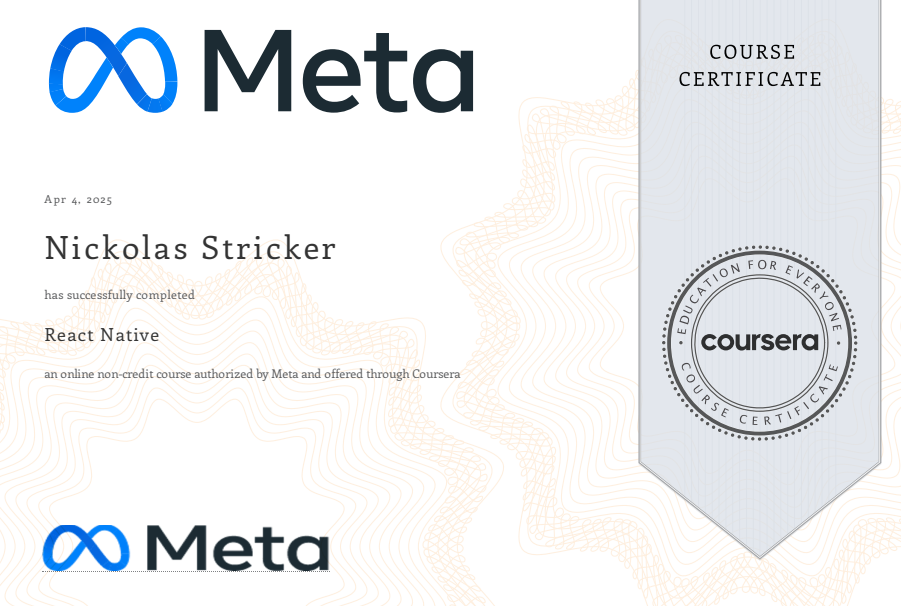 Meta
COURSE
CERTIFICATE
Apr 4, 2025
Nickolas Stricker
has successfully completed
React Native
an online non-credit course authorized by Meta and offered through Coursera
EDUCATION FOR EVERYONE
coursera
COURSE CERTIFICATE
Meta